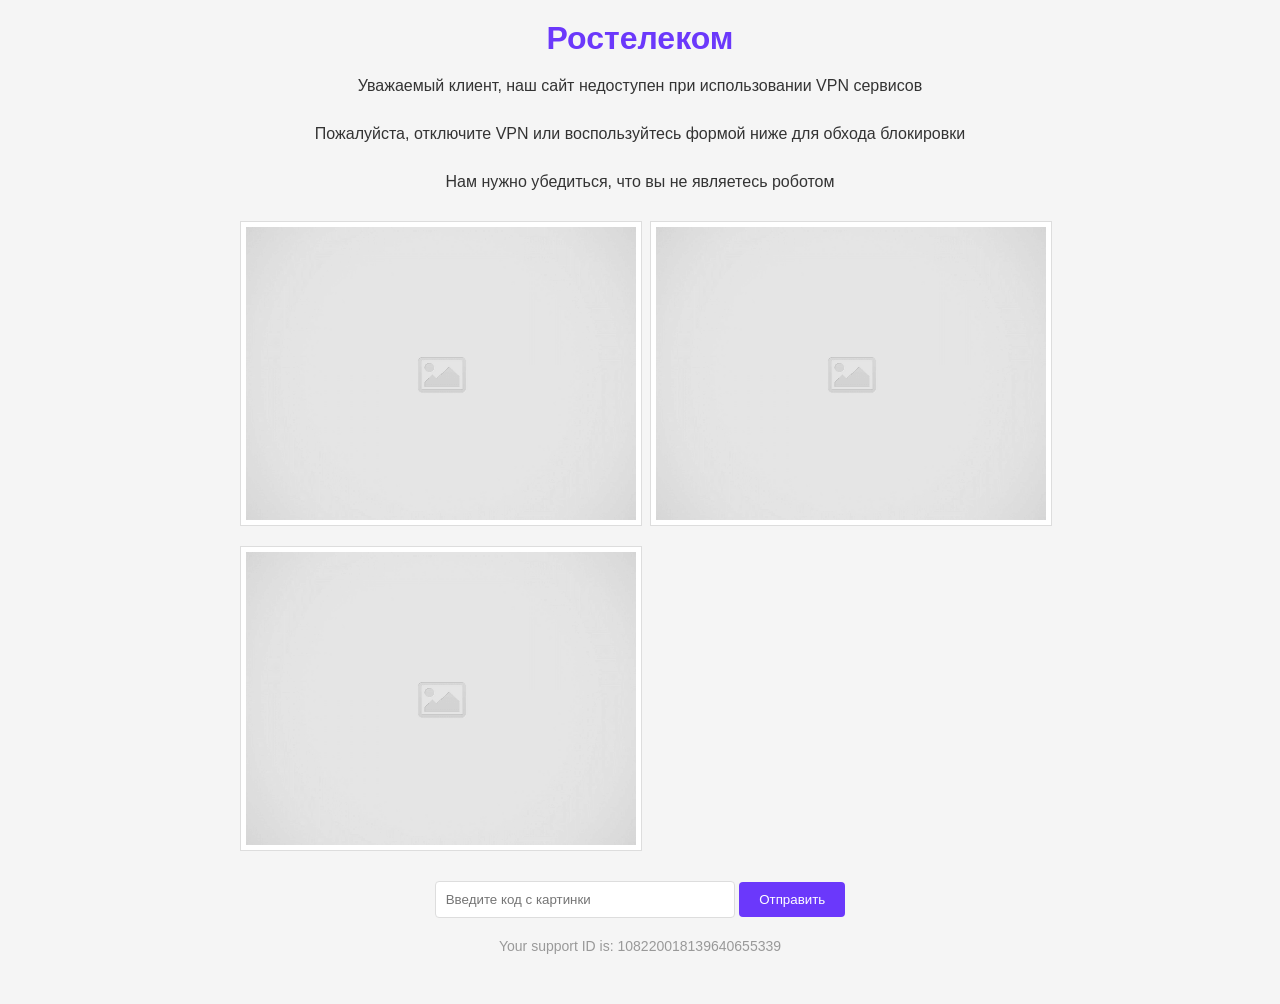 Ростелеком
Уважаемый клиент, наш сайт недоступен при использовании VPN сервисов
Пожалуйста, отключите VPN или воспользуйтесь формой ниже для обхода блокировки
Нам нужно убедиться, что вы не являетесь роботом
Введите код с картинки
Отправить
Your support ID is: 108220018139640655339